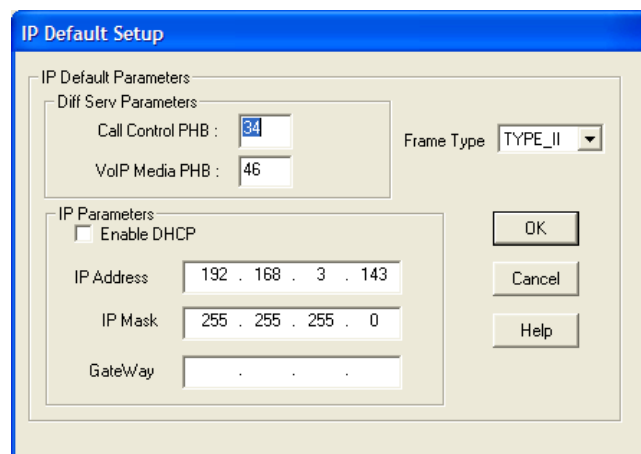 IP Default Setup
IP Default Parameters
Diff Serv Parameters
Call Control PHB : 34
VoIP Media PHB : 46
Frame Type TYPE_II
IP Parameters
Enable DHCP
IP Address 192 . 168 . 3 . 143
IP Mask 255 . 255 . 255 . 0
GateWay . . .
OK
Cancel
Help